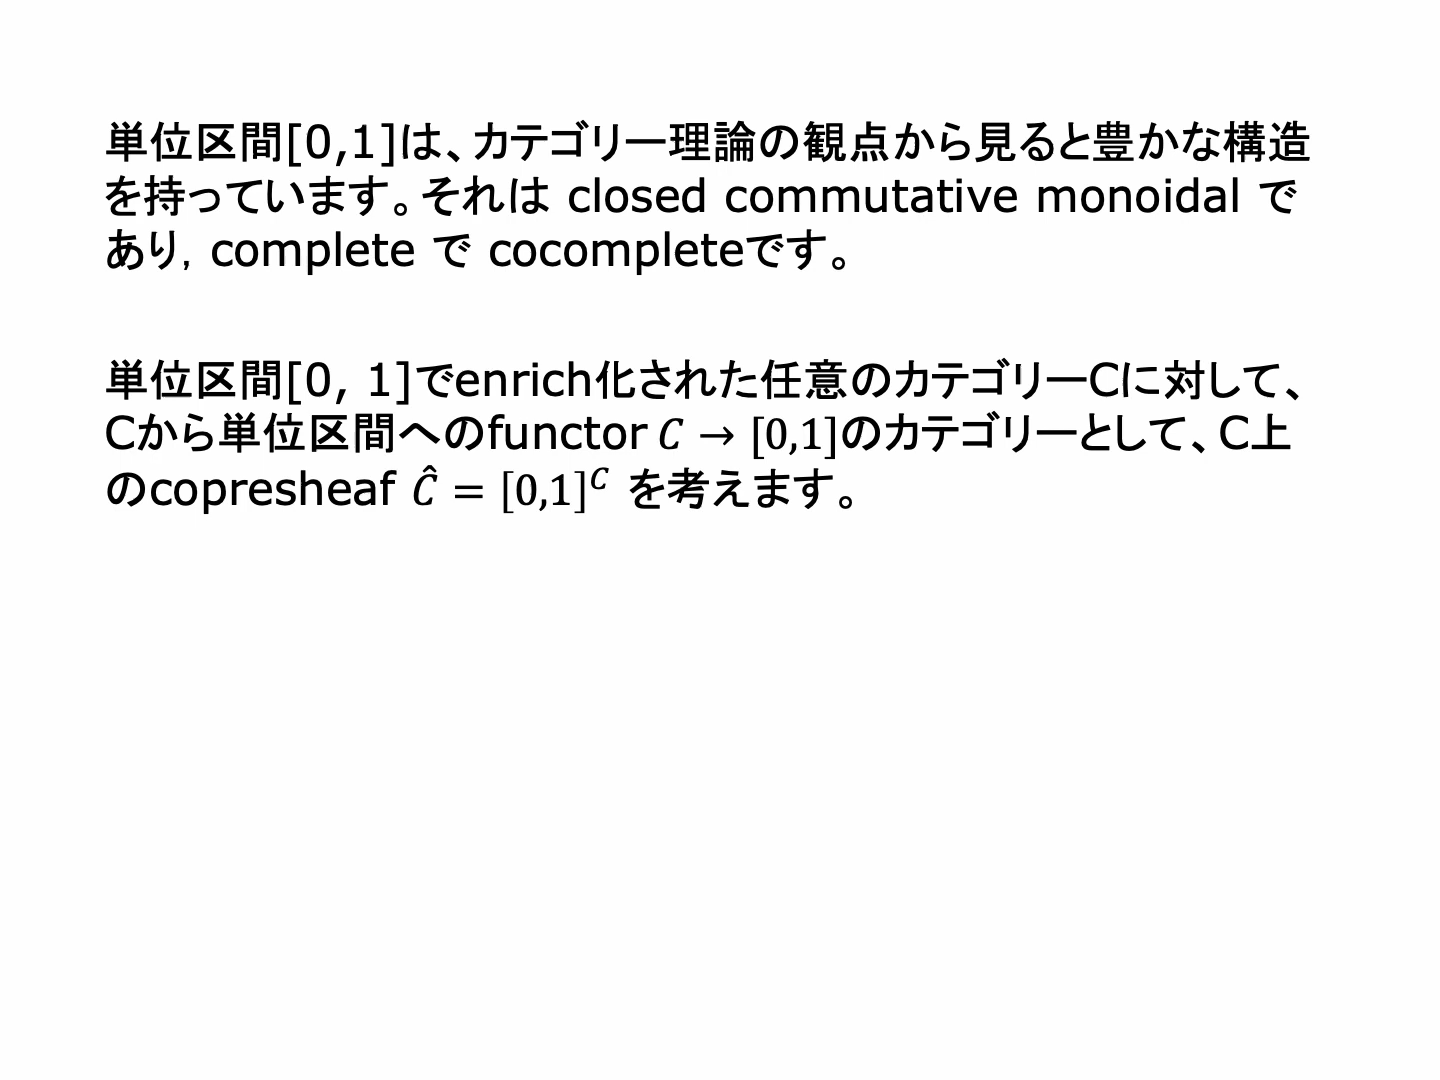 単位区間[0,1]は、カテゴリー理論の観点から見ると豊かな構造
を持っています。それは closed commutative monoidal で
あり, complete で cocompleteです。
単位区間[0, 1]でenrich化された任意のカテゴリーCに対して、
Cから単位区間へのfunctor 𝐶 → [0,1]のカテゴリーとして、C上
のcopresheaf 𝐶̂ = [0,1]^𝐶 を考えます。